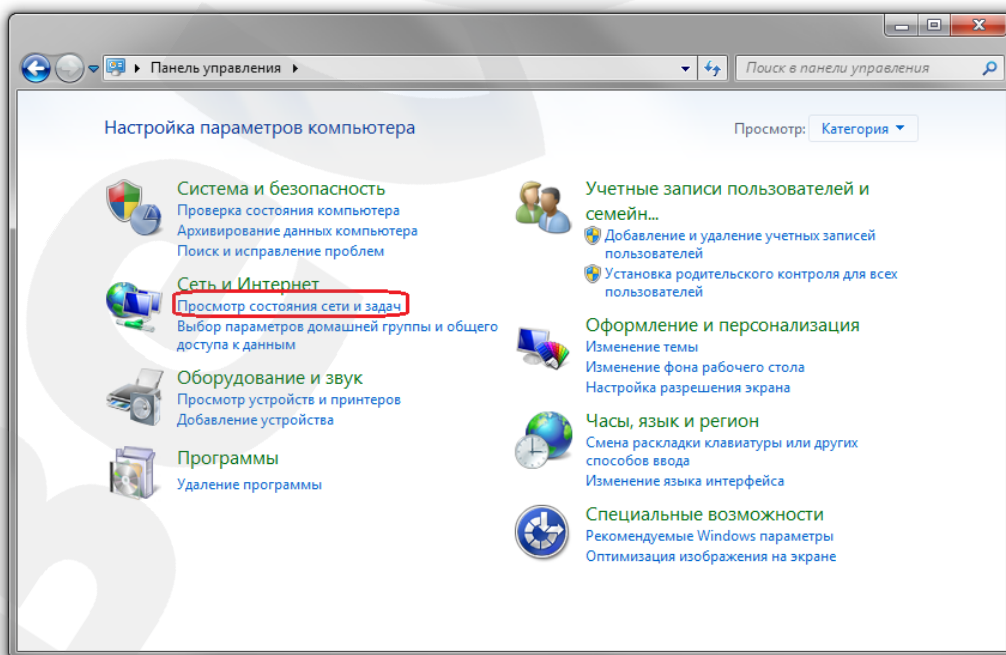 Панель управления
Поиск в панели управления
Настройка параметров компьютера
Просмотр: Категория
Система и безопасность
Проверка состояния компьютера
Архивирование данных компьютера
Поиск и исправление проблем
Сеть и Интернет
Просмотр состояния сети и задач
Выбор параметров домашней группы и общего
доступа к данным
Оборудование и звук
Просмотр устройств и принтеров
Добавление устройства
Программы
Удаление программы
Учетные записи пользователей и
семейн...
Добавление и удаление учетных записей
пользователей
Установка родительского контроля для всех
пользователей
Оформление и персонализация
Изменение темы
Изменение фона рабочего стола
Настройка разрешения экрана
Часы, язык и регион
Смена раскладки клавиатуры или других
способов ввода
Изменение языка интерфейса
Специальные возможности
Рекомендуемые Windows параметры
Оптимизация изображения на экране